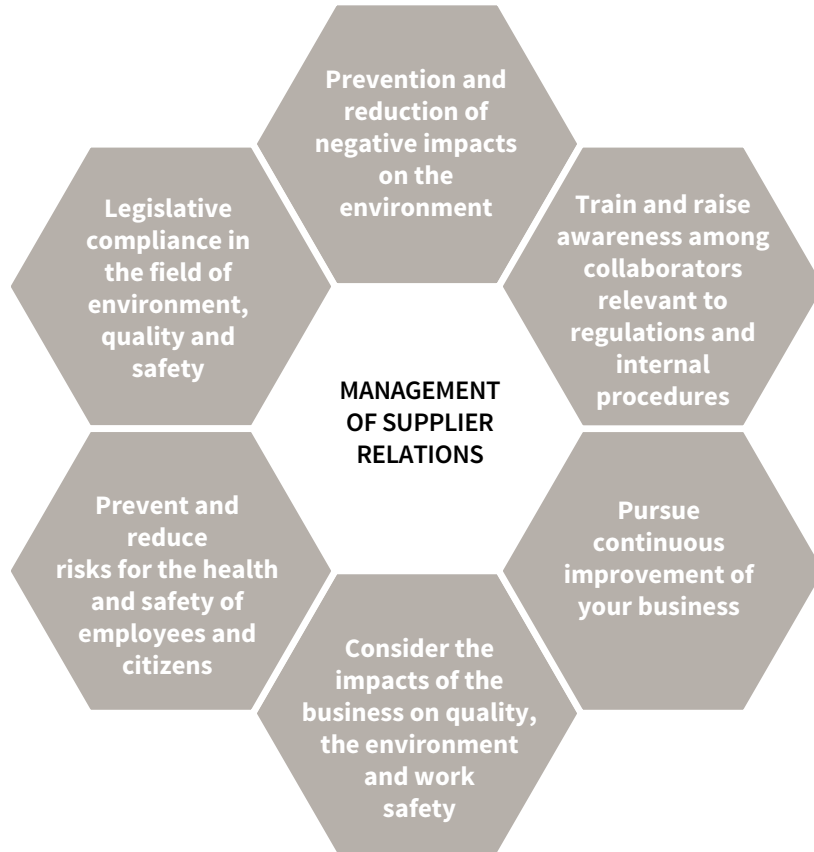 Prevention and
reduction of
negative impacts
on the
environment
Legislative
compliance in
the field of
environment,
quality and
safety
Train and raise
awareness among
collaborators
relevant to
regulations and
internal
procedures
MANAGEMENT
OF SUPPLIER
RELATIONS
Prevent and
reduce
risks for the health
and safety of
employees and
citizens
Pursue
continuous
improvement of
your business
Consider the
impacts of the
business on quality,
the environment
and work
safety